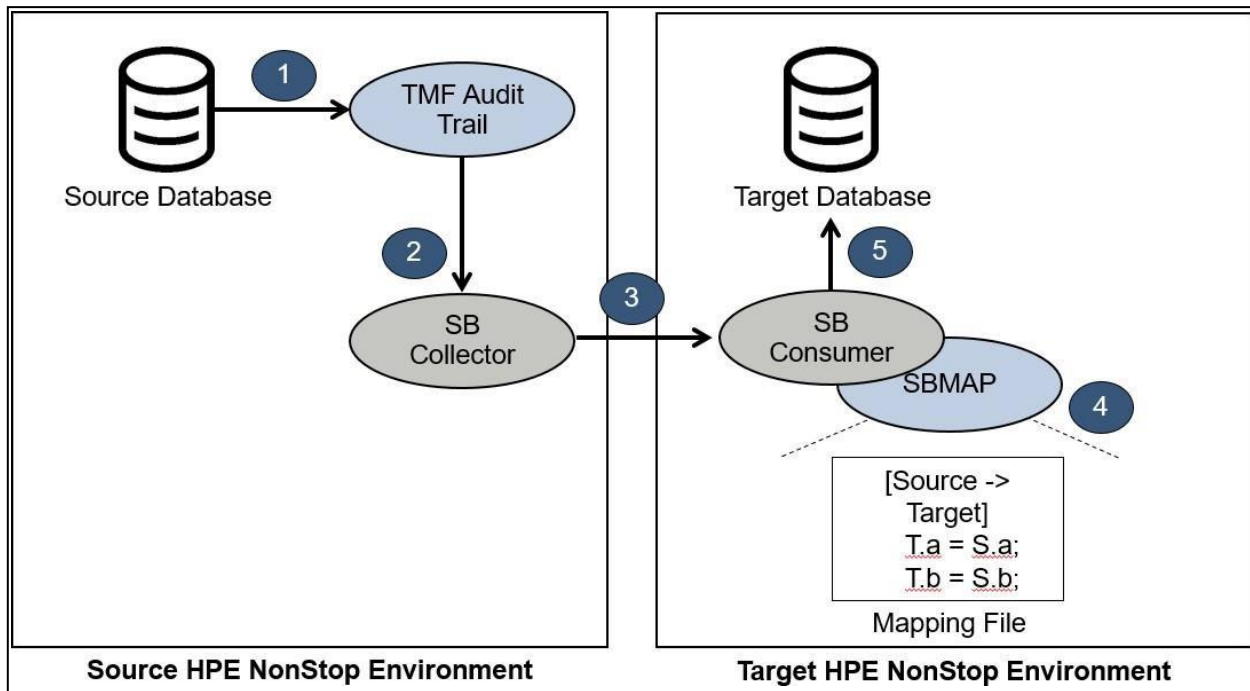 1
TMF Audit
Trail
Source Database
2
SB
Collector
3
Source HPE NonStop Environment
Target Database
5
SB
Consumer
SBMAP
4
[Source ->
Target]
T.a = S.a;
T.b = S.b;
Mapping File
Target HPE NonStop Environment